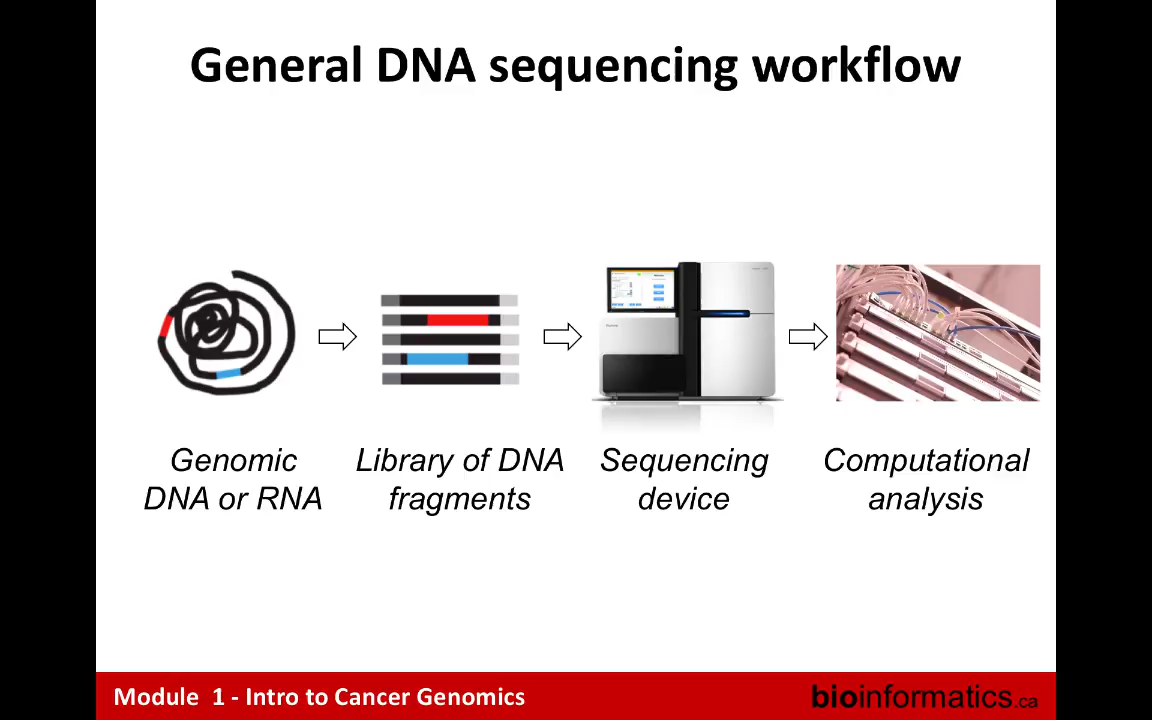 General DNA sequencing workflow
Genomic
DNA or RNA
Library of DNA
fragments
Sequencing
device
Computational
analysis
Module 1 - Intro to Cancer Genomics
bioinformatics.ca